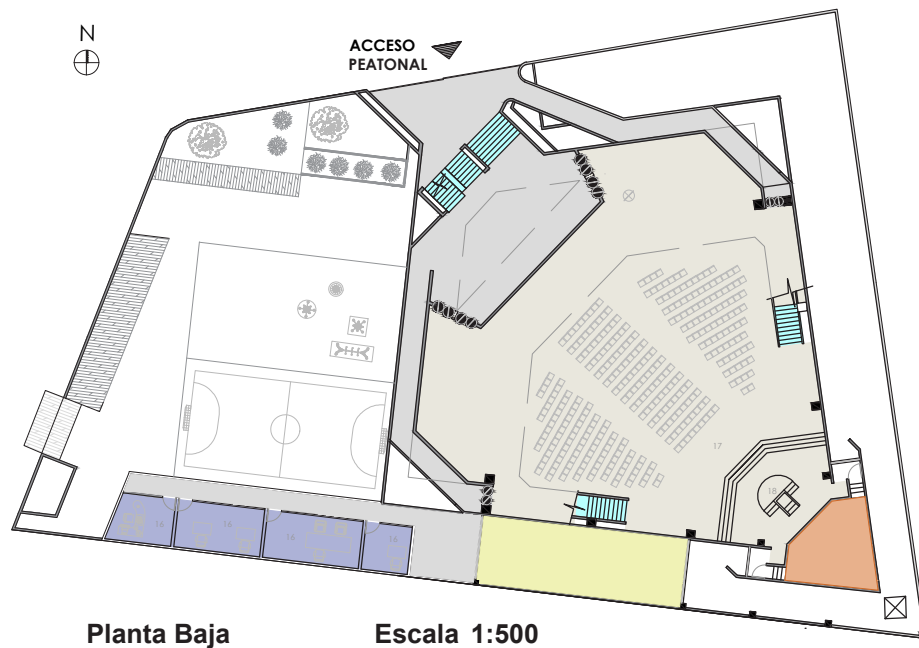 N
ACCESO
PEATONAL
17
18
16
16
16
16
Planta Baja
Escala 1:500